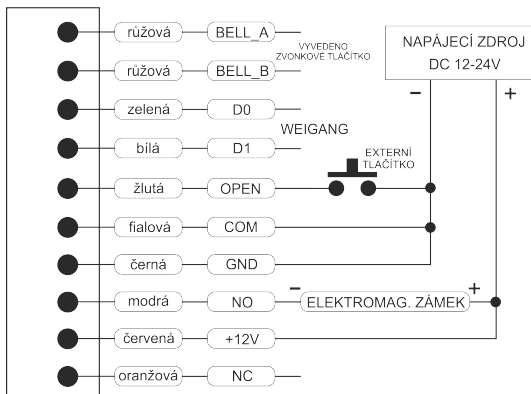 růžová BELL_A
VYVEDENO
ZVONKOVÉ TLAČÍTKO
NAPÁJECÍ ZDROJ
DC 12-24V
růžová BELL_B
− +
zelená D0
WEIGANG
bílá D1
EXTERNÍ
TLAČÍTKO
žlutá OPEN
fialová COM
černá GND
modrá NO − ELEKTROMAG. ZÁMEK +
červená +12V
oranžová NC